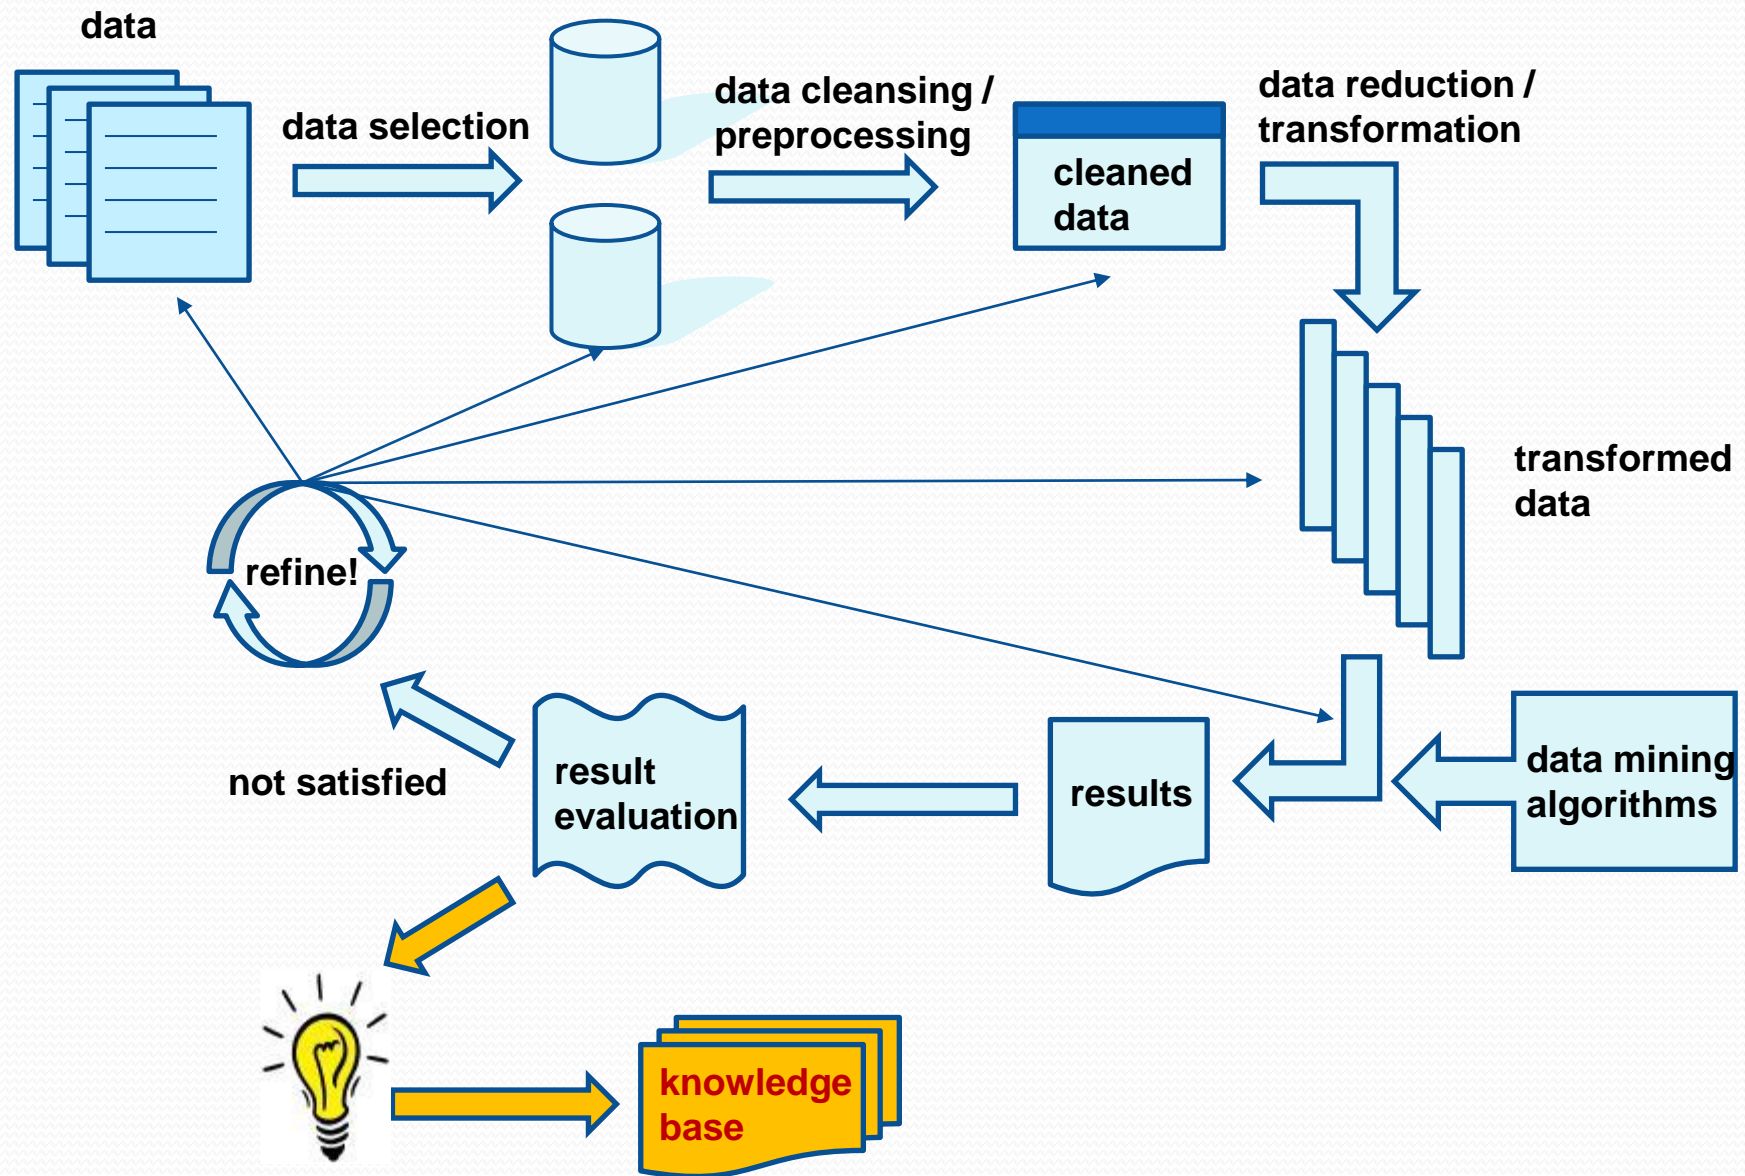 data
data selection
data cleansing /
preprocessing
cleaned
data
data reduction /
transformation
transformed
data
refine!
not satisfied
result
evaluation
results
data mining
algorithms
knowledge
base